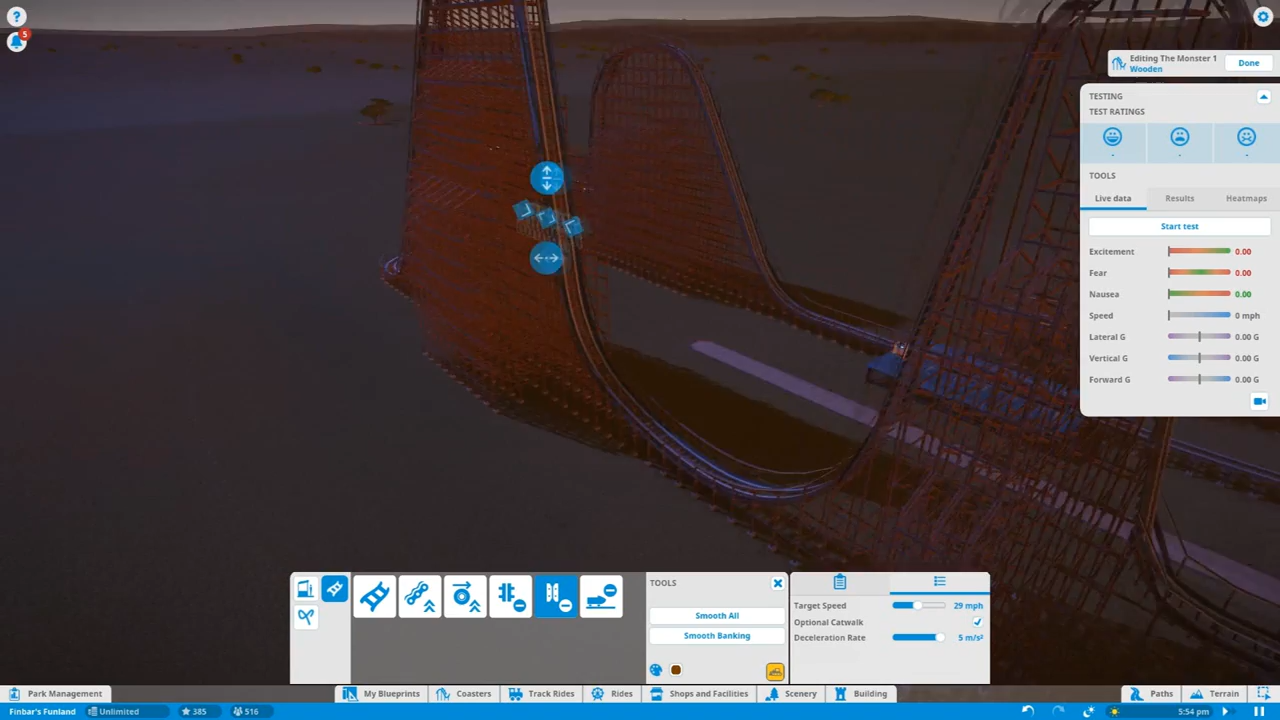 ?
5
Editing The Monster 1
Wooden
Done
TESTING
TEST RATINGS
-
-
-
TOOLS
Live data
Results
Heatmaps
Start test
Excitement
0.00
Fear
0.00
Nausea
0.00
Speed
0 mph
Lateral G
0.00 G
Vertical G
0.00 G
Forward G
0.00 G
TOOLS
Smooth All
Smooth Banking
Target Speed
29 mph
Optional Catwalk
Deceleration Rate
5 m/s²
Park Management
My Blueprints
Coasters
Track Rides
Rides
Shops and Facilities
Scenery
Building
Paths
Terrain
Finbar's Funland
Unlimited
385
516
5:54 pm